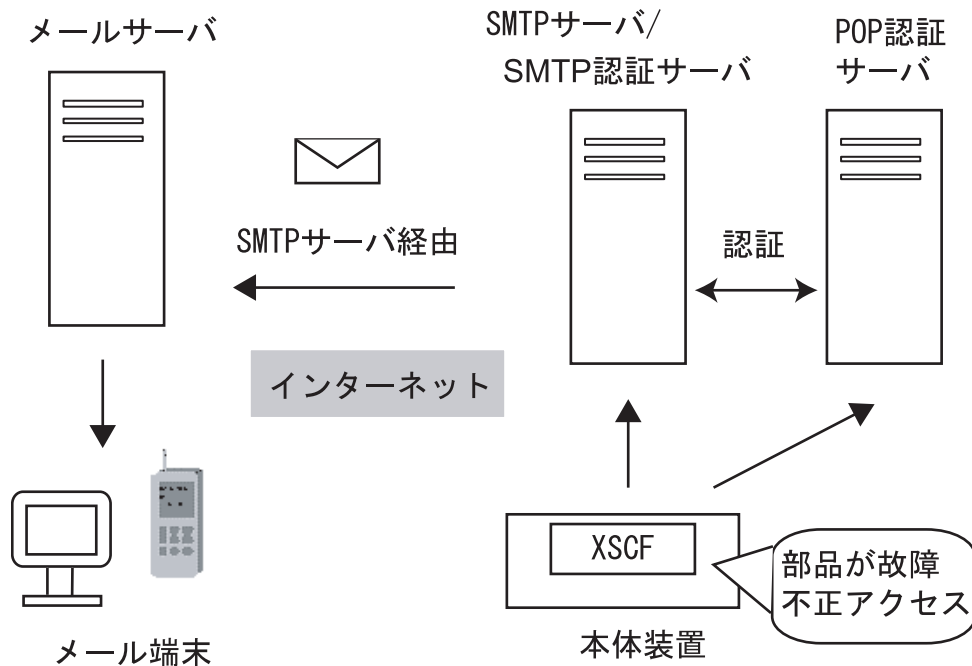 メールサーバ
SMTPサーバ/
SMTP認証サーバ
POP認証
サーバ
SMTPサーバ経由
認証
インターネット
XSCF
部品が故障
不正アクセス
メール端末
本体装置